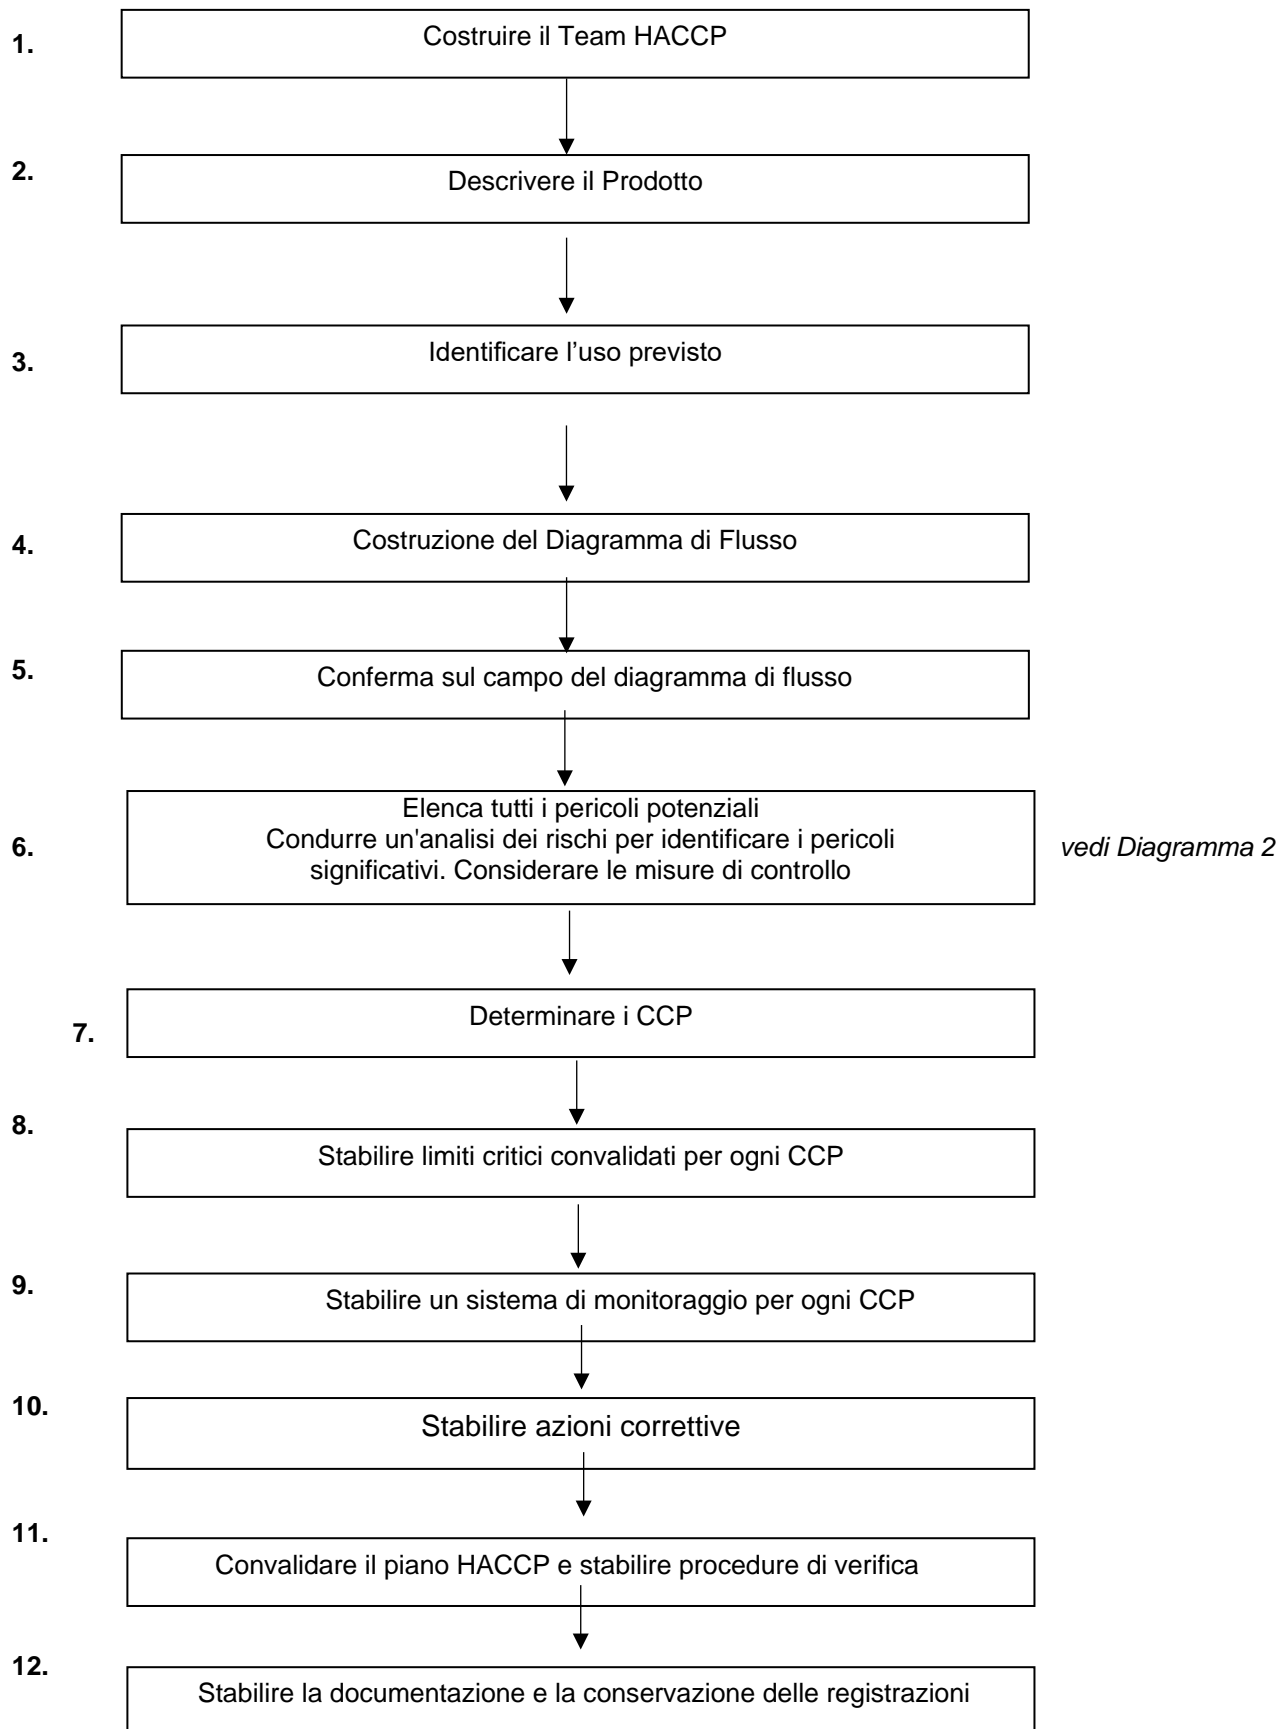 1. Costruire il Team HACCP
2. Descrivere il Prodotto
3. Identificare l’uso previsto
4. Costruzione del Diagramma di Flusso
5. Conferma sul campo del diagramma di flusso
Elenca tutti i pericoli potenziali
6. Condurre un'analisi dei rischi per identificare i pericoli vedi Diagramma 2
significativi. Considerare le misure di controllo
7. Determinare i CCP
8. Stabilire limiti critici convalidati per ogni CCP
9. Stabilire un sistema di monitoraggio per ogni CCP
10. Stabilire azioni correttive
11. Convalidare il piano HACCP e stabilire procedure di verifica
12. Stabilire la documentazione e la conservazione delle registrazioni